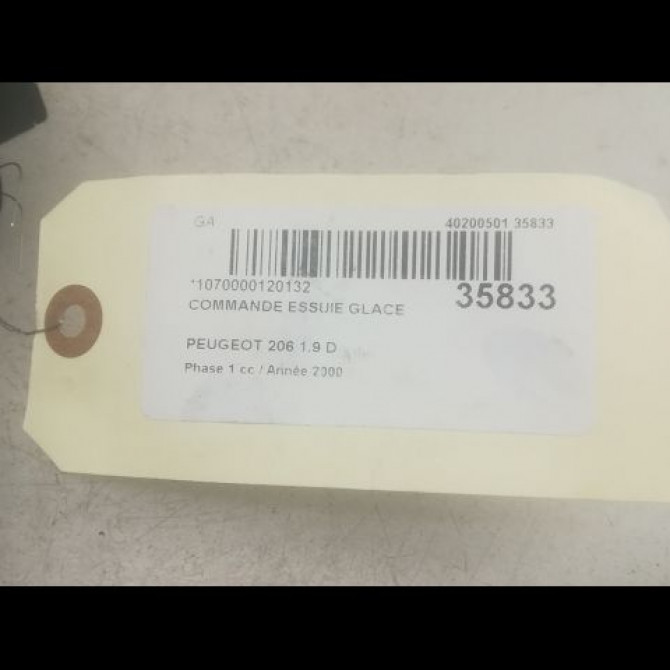 GA 40200501 35833
*1070000120132 35833
COMMANDE ESSUIE GLACE
PEUGEOT 206 1.9 D
Phase 1 cc / Année 2000